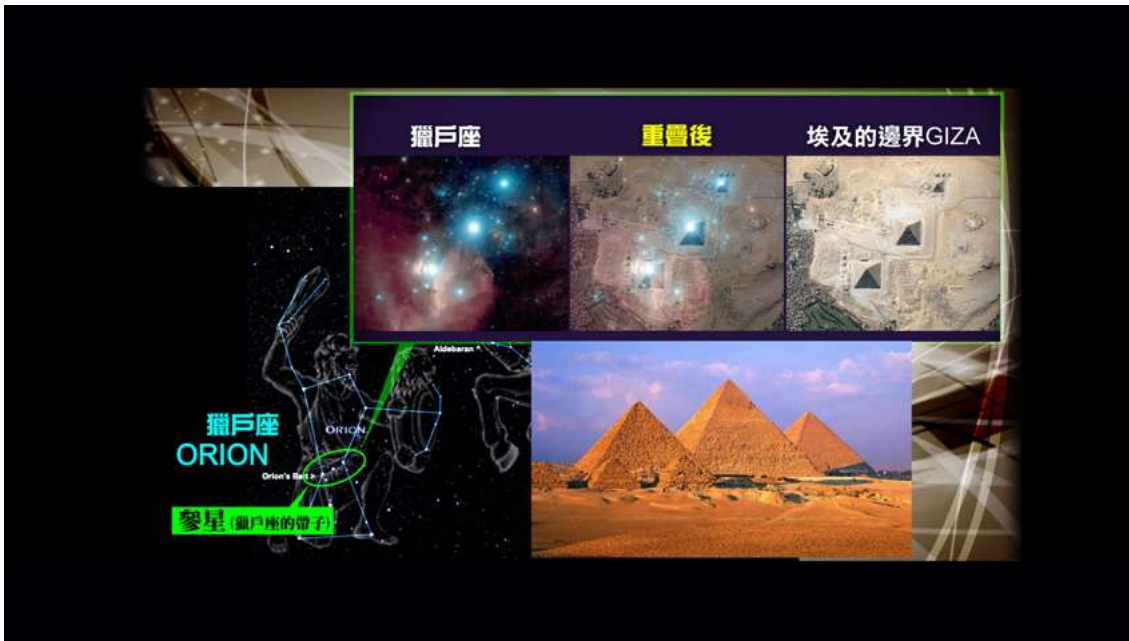 獵戶座
重疊後
埃及的邊界GIZA
Aldebaran ^
獵戶座
ORION
ORION
Orion's Belt >
參星(獵戶座的帶子)